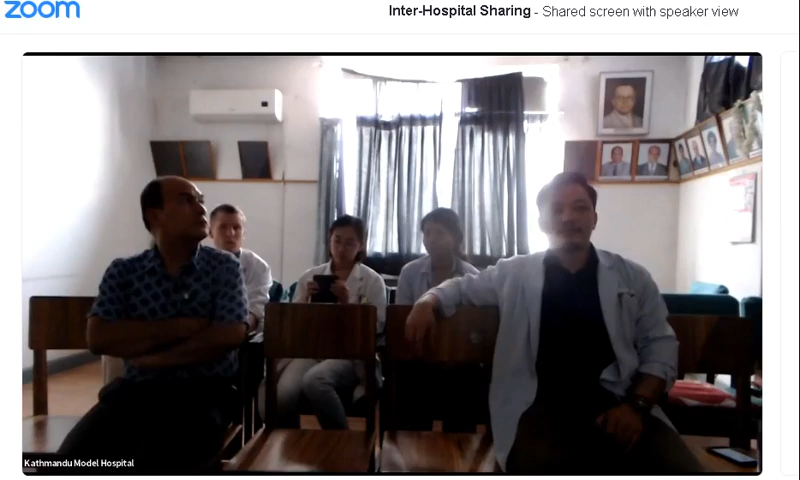 zoom
Inter-Hospital Sharing - Shared screen with speaker view
Kathmandu Model Hospital